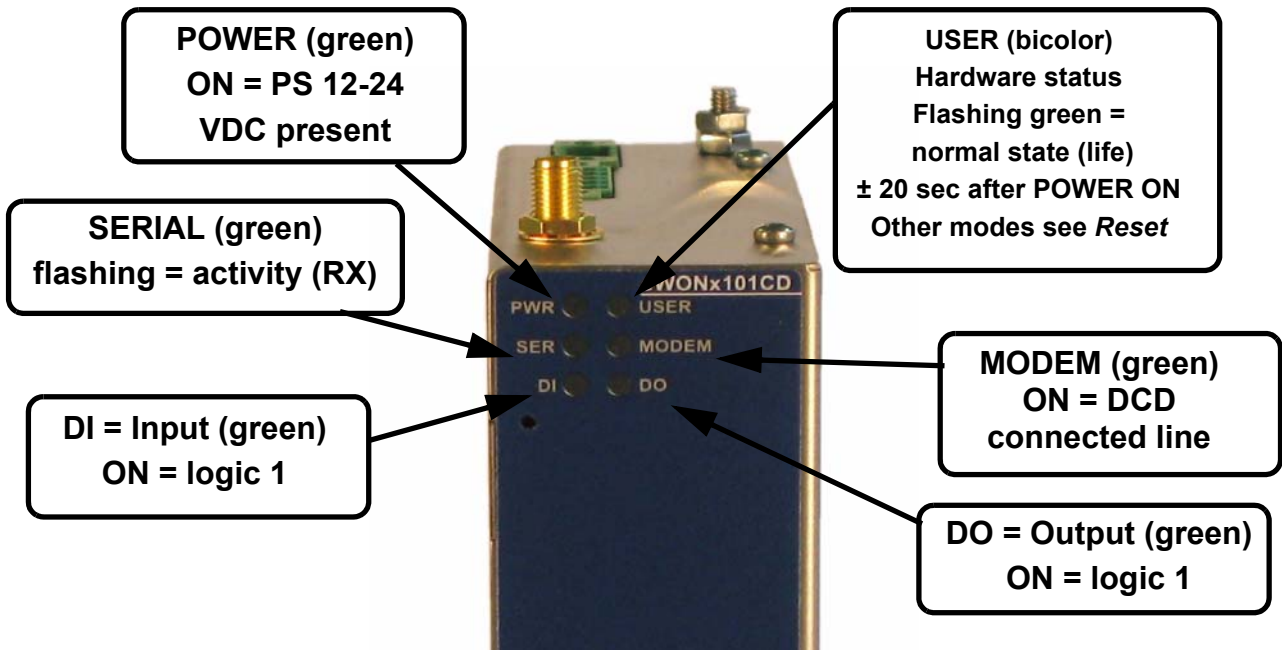 POWER (green)
ON = PS 12-24
VDC present
USER (bicolor)
Hardware status
Flashing green =
normal state (life)
± 20 sec after POWER ON
Other modes see Reset
SERIAL (green)
flashing = activity (RX)
WONx101CD
PWR USER
SER MODEM
DI DO
MODEM (green)
ON = DCD
connected line
DI = Input (green)
ON = logic 1
DO = Output (green)
ON = logic 1